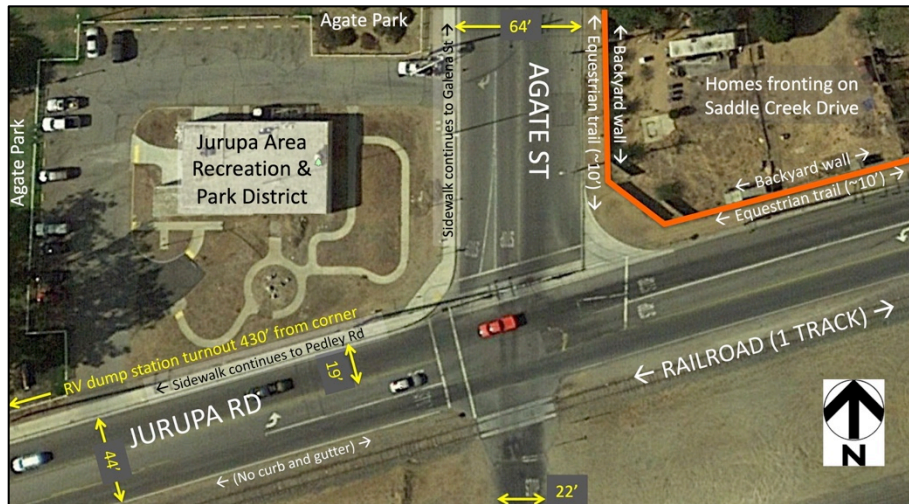 Agate Park
64’
Agate Park
Sidewalk continues to Galena St →
AGATE ST
← Equestrian trail (~10’) →
← Backyard wall →
Homes fronting on
Saddle Creek Drive
Jurupa Area
Recreation &
Park District
← Backyard wall →
← Equestrian trail (~10’) →
RV dump station turnout 430’ from corner
← Sidewalk continues to Pedley Rd
19’
← RAILROAD (1 TRACK) →
JURUPA RD
44’
← (No curb and gutter) →
22’
N